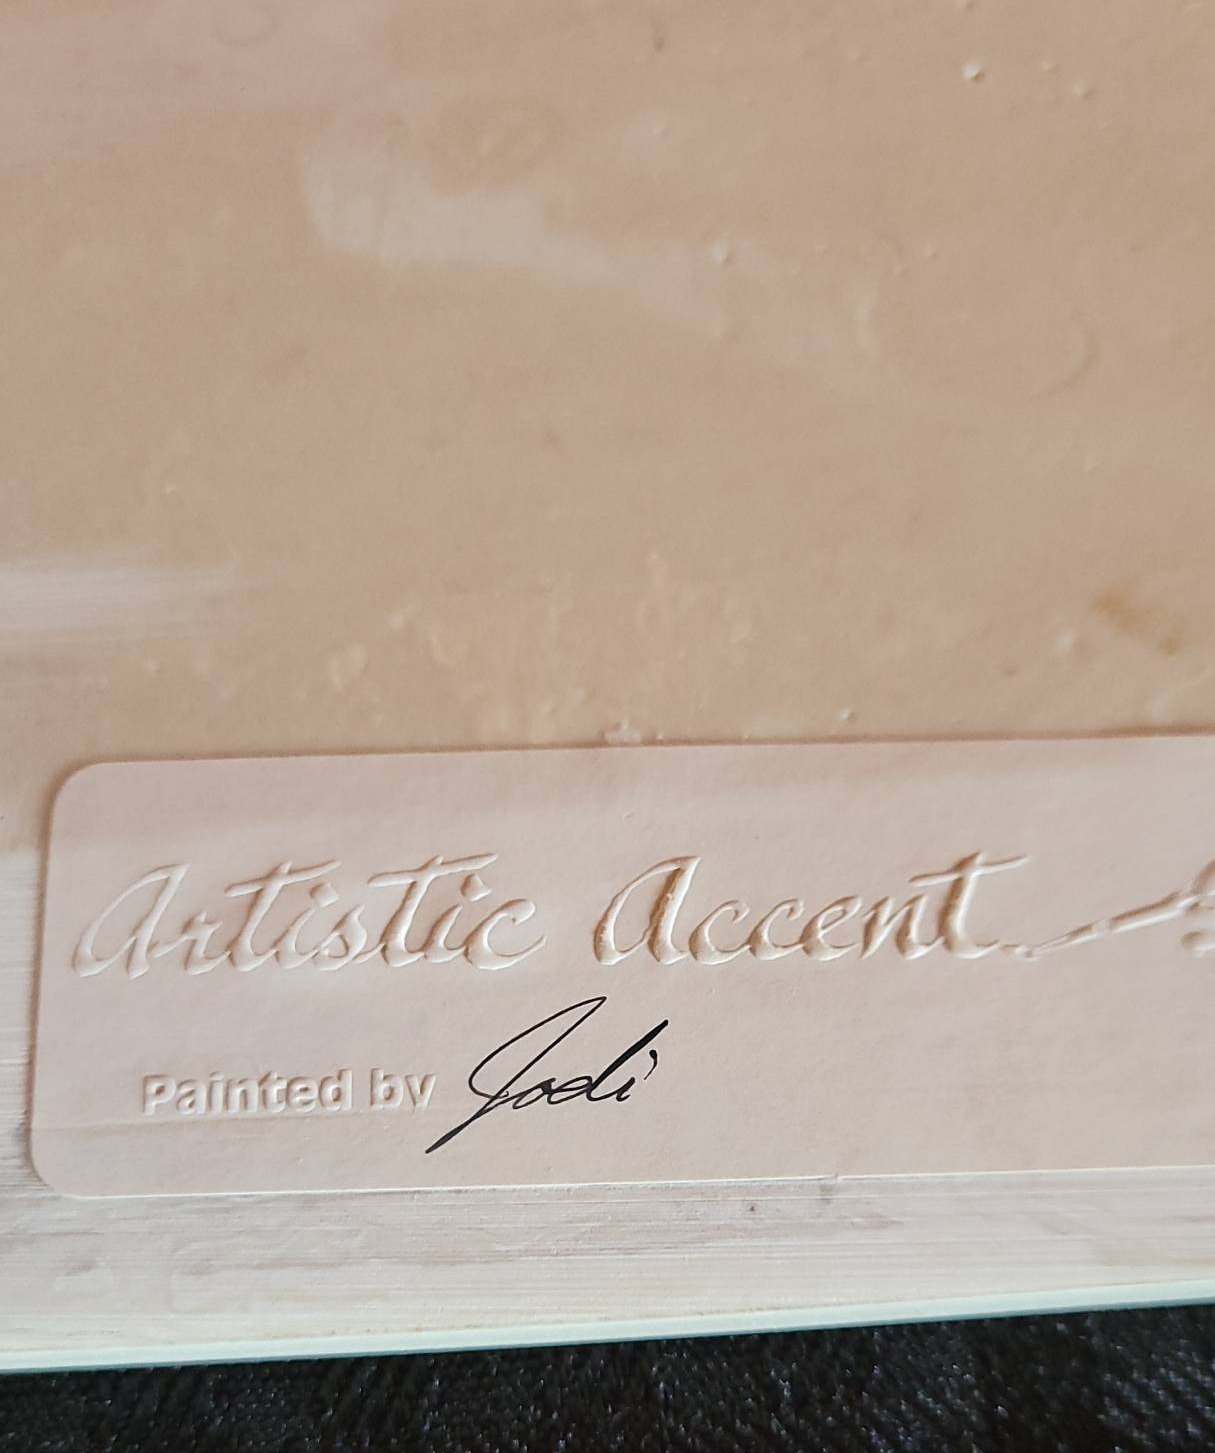 Artistic Accent
Painted by Jodi